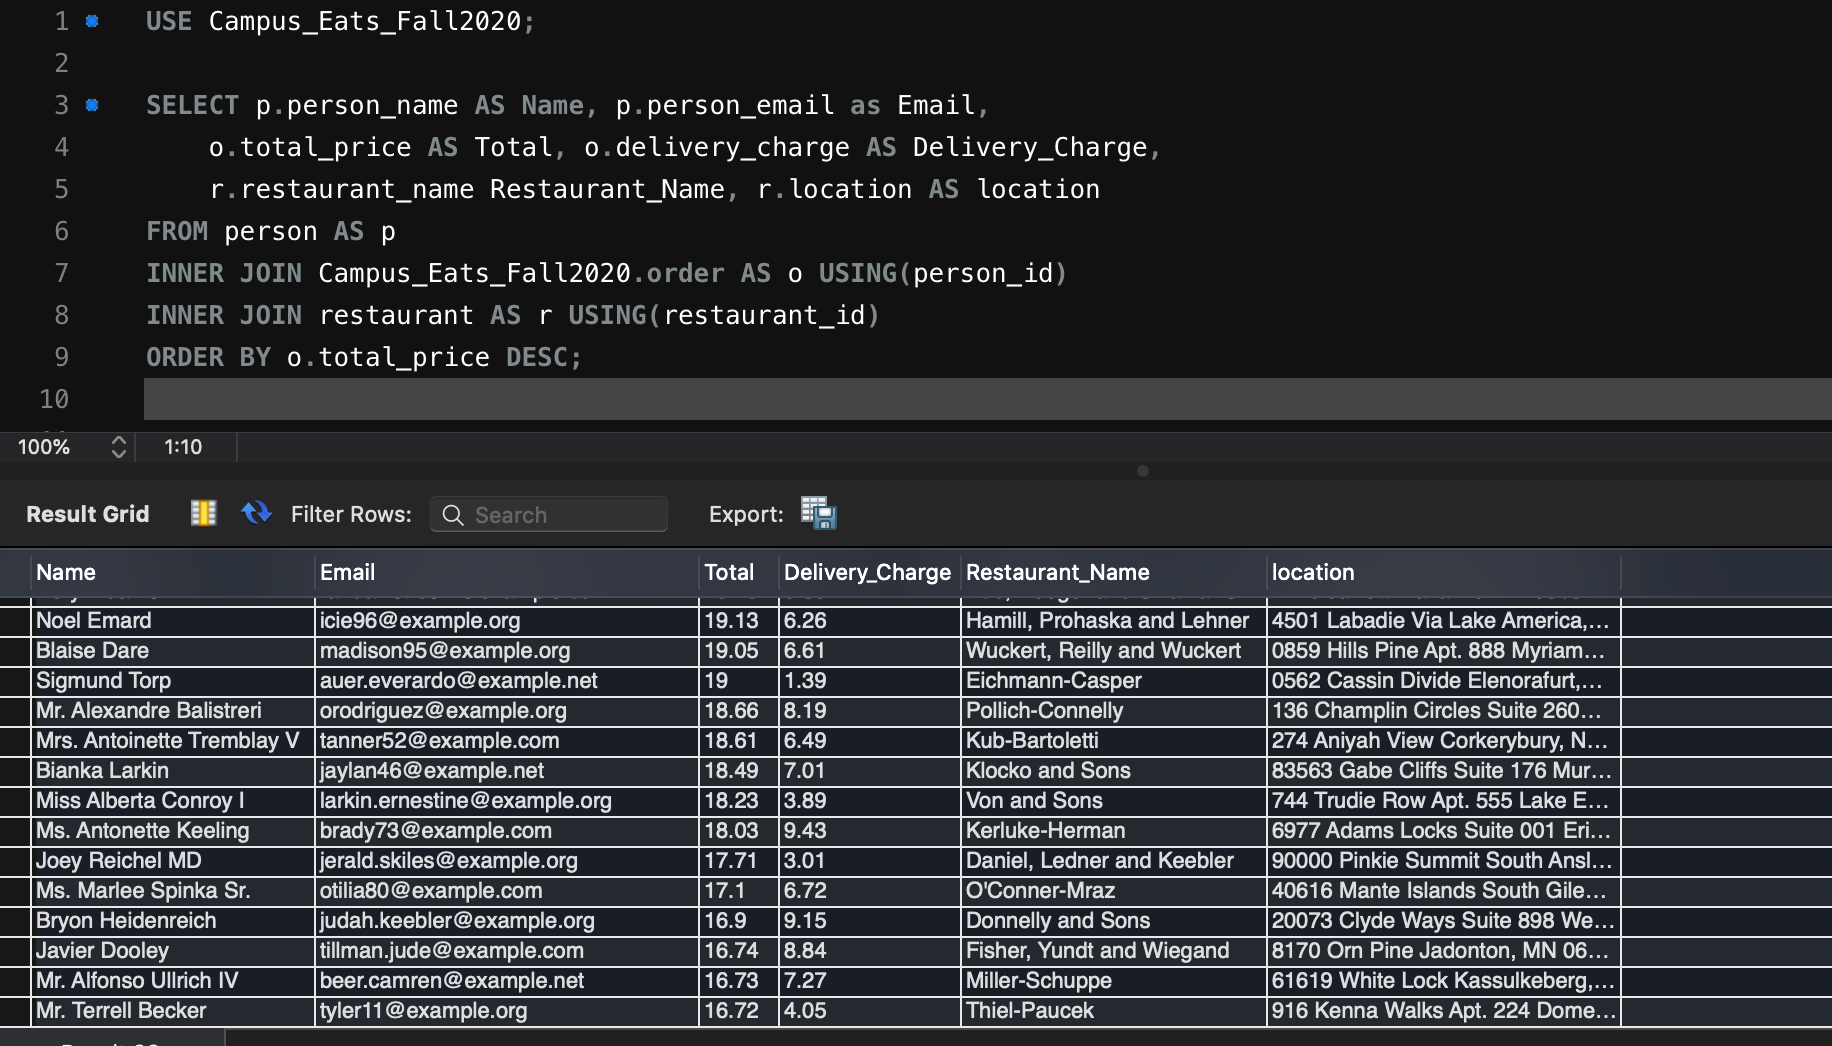 1 USE Campus_Eats_Fall2020;
2
3 SELECT p.person_name AS Name, p.person_email as Email,
4 o.total_price AS Total, o.delivery_charge AS Delivery_Charge,
5 r.restaurant_name Restaurant_Name, r.location AS location
6 FROM person AS p
7 INNER JOIN Campus_Eats_Fall2020.order AS o USING(person_id)
8 INNER JOIN restaurant AS r USING(restaurant_id)
9 ORDER BY o.total_price DESC;
10
100% 1:10
Result Grid Filter Rows: Search Export:
Name Email Total Delivery_Charge Restaurant_Name location
Noel Emard icie96@example.org 19.13 6.26 Hamill, Prohaska and Lehner 4501 Labadie Via Lake America,...
Blaise Dare madison95@example.org 19.05 6.61 Wuckert, Reilly and Wuckert 0859 Hills Pine Apt. 888 Myriam...
Sigmund Torp auer.everardo@example.net 19 1.39 Eichmann-Casper 0562 Cassin Divide Elenorafurt,...
Mr. Alexandre Balistreri orodriguez@example.org 18.66 8.19 Pollich-Connelly 136 Champlin Circles Suite 260...
Mrs. Antoinette Tremblay V tanner52@example.com 18.61 6.49 Kub-Bartoletti 274 Aniyah View Corkerybury, N...
Bianka Larkin jaylan46@example.net 18.49 7.01 Klocko and Sons 83563 Gabe Cliffs Suite 176 Mur...
Miss Alberta Conroy I larkin.ernestine@example.org 18.23 3.89 Von and Sons 744 Trudie Row Apt. 555 Lake E...
Ms. Antonette Keeling brady73@example.com 18.03 9.43 Kerluke-Herman 6977 Adams Locks Suite 001 Eri...
Joey Reichel MD jerald.skiles@example.org 17.71 3.01 Daniel, Ledner and Keebler 90000 Pinkie Summit South Ansl...
Ms. Marlee Spinka Sr. otilia80@example.com 17.1 6.72 O'Conner-Mraz 40616 Mante Islands South Gile...
Bryon Heidenreich judah.keebler@example.org 16.9 9.15 Donnelly and Sons 20073 Clyde Ways Suite 898 We...
Javier Dooley tillman.jude@example.com 16.74 8.84 Fisher, Yundt and Wiegand 8170 Orn Pine Jadonton, MN 06...
Mr. Alfonso Ullrich IV beer.camren@example.net 16.73 7.27 Miller-Schuppe 61619 White Lock Kassulkeberg,...
Mr. Terrell Becker tyler11@example.org 16.72 4.05 Thiel-Paucek 916 Kenna Walks Apt. 224 Dome...